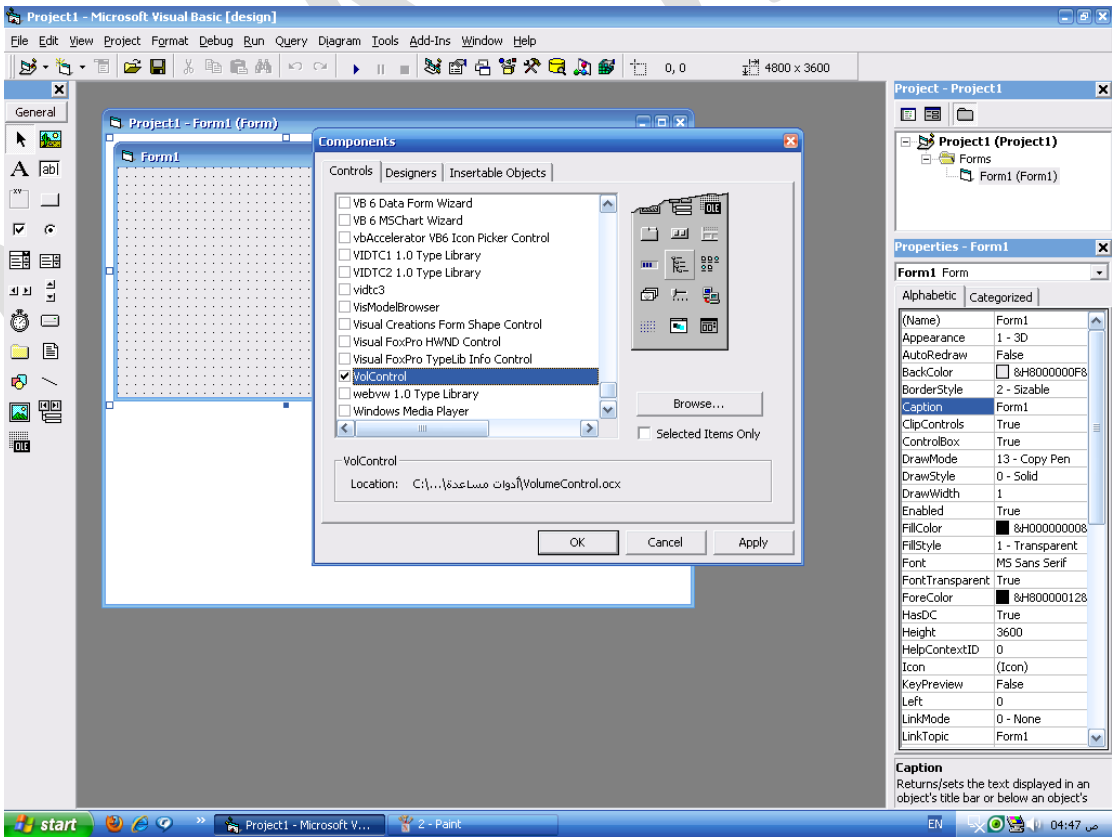 Project1 - Microsoft Visual Basic [design]
File Edit View Project Format Debug Run Query Diagram Tools Add-Ins Window Help
0, 0 4800 x 3600
General
A ab|
xv
OLE
Project1 - Form1 (Form)
Form1
Components
Controls Designers Insertable Objects
VB 6 Data Form Wizard
VB 6 MSChart Wizard
vbAccelerator VB6 Icon Picker Control
VIDTC1 1.0 Type Library
VIDTC2 1.0 Type Library
vidtc3
VisModelBrowser
Visual Creations Form Shape Control
Visual FoxPro HWND Control
Visual FoxPro TypeLib Info Control
VolControl
webvw 1.0 Type Library
Windows Media Player
OLE
Browse...
Selected Items Only
VolControl
Location: C:\...\أدوات مساعدة\VolumeControl.ocx
OK Cancel Apply
Project - Project1
Project1 (Project1)
Forms
Form1 (Form1)
Properties - Form1
Form1 Form
Alphabetic Categorized
(Name) Form1
Appearance 1 - 3D
AutoRedraw False
BackColor &H8000000F&
BorderStyle 2 - Sizable
Caption Form1
ClipControls True
ControlBox True
DrawMode 13 - Copy Pen
DrawStyle 0 - Solid
DrawWidth 1
Enabled True
FillColor &H00000000&
FillStyle 1 - Transparent
Font MS Sans Serif
FontTransparent True
ForeColor &H80000012&
HasDC True
Height 3600
HelpContextID 0
Icon (Icon)
KeyPreview False
Left 0
LinkMode 0 - None
LinkTopic Form1
Caption
Returns/sets the text displayed in an
object's title bar or below an object's
start Project1 - Microsoft V... 2 - Paint EN 04:47 ص